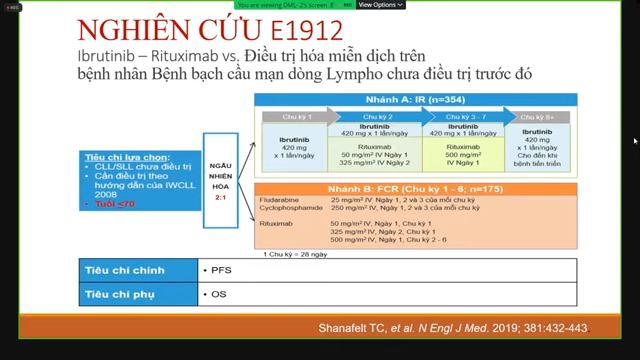 REC
You are viewing DML-2's screen
View Options
REC
NGHIÊN CỨU E1912
Ibrutinib – Rituximab vs. Điều trị hóa miễn dịch trên
bệnh nhân Bệnh bạch cầu mạn dòng Lympho chưa điều trị trước đó
Tiêu chí lựa chọn:
• CLL/SLL chưa điều trị
• Cần điều trị theo
hướng dẫn của IWCLL
2008
• Tuổi ≤70
NGẪU
NHIÊN
HÓA
2:1
Nhánh A: IR (n=354)
Chu kỳ 1
Chu kỳ 2
Chu kỳ 3 - 7
Chu kỳ 8+
Ibrutinib
420 mg
x 1 lần/ngày
Ibrutinib
420 mg x 1 lần/ngày
Rituximab
50 mg/m² IV Ngày 1
325 mg/m² IV Ngày 2
Ibrutinib
420 mg x 1 lần/ngày
Rituximab
500 mg/m²
IV Ngày 1
Ibrutinib
420 mg
x 1 lần/ngày
Cho đến khi
bệnh tiến triển
Nhánh B: FCR (Chu kỳ 1 - 6; n=175)
Fludarabine 25 mg/m² IV Ngày 1, 2 và 3 của mỗi chu kỳ
Cyclophosphamide 250 mg/m² IV, Ngày 1, 2 và 3 của mỗi chu kỳ
Rituximab 50 mg/m² IV, Ngày 1, Chu kỳ 1
325 mg/m² IV, Ngày 2, Chu kỳ 1
500 mg/m² IV, Ngày 1, Chu kỳ 2 - 6
1 Chu kỳ = 28 ngày
Tiêu chí chính • PFS
Tiêu chí phụ • OS
Shanafelt TC, et al. N Engl J Med. 2019; 381:432-443.